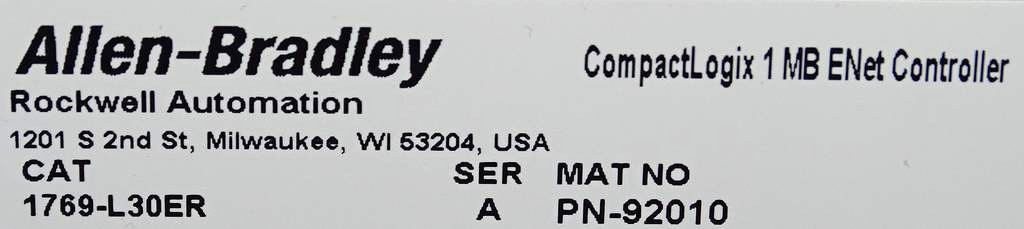 Allen-Bradley
CompactLogix 1 MB ENet Controller
Rockwell Automation
1201 S 2nd St, Milwaukee, WI 53204, USA
CAT SER MAT NO
1769-L30ER A PN-92010